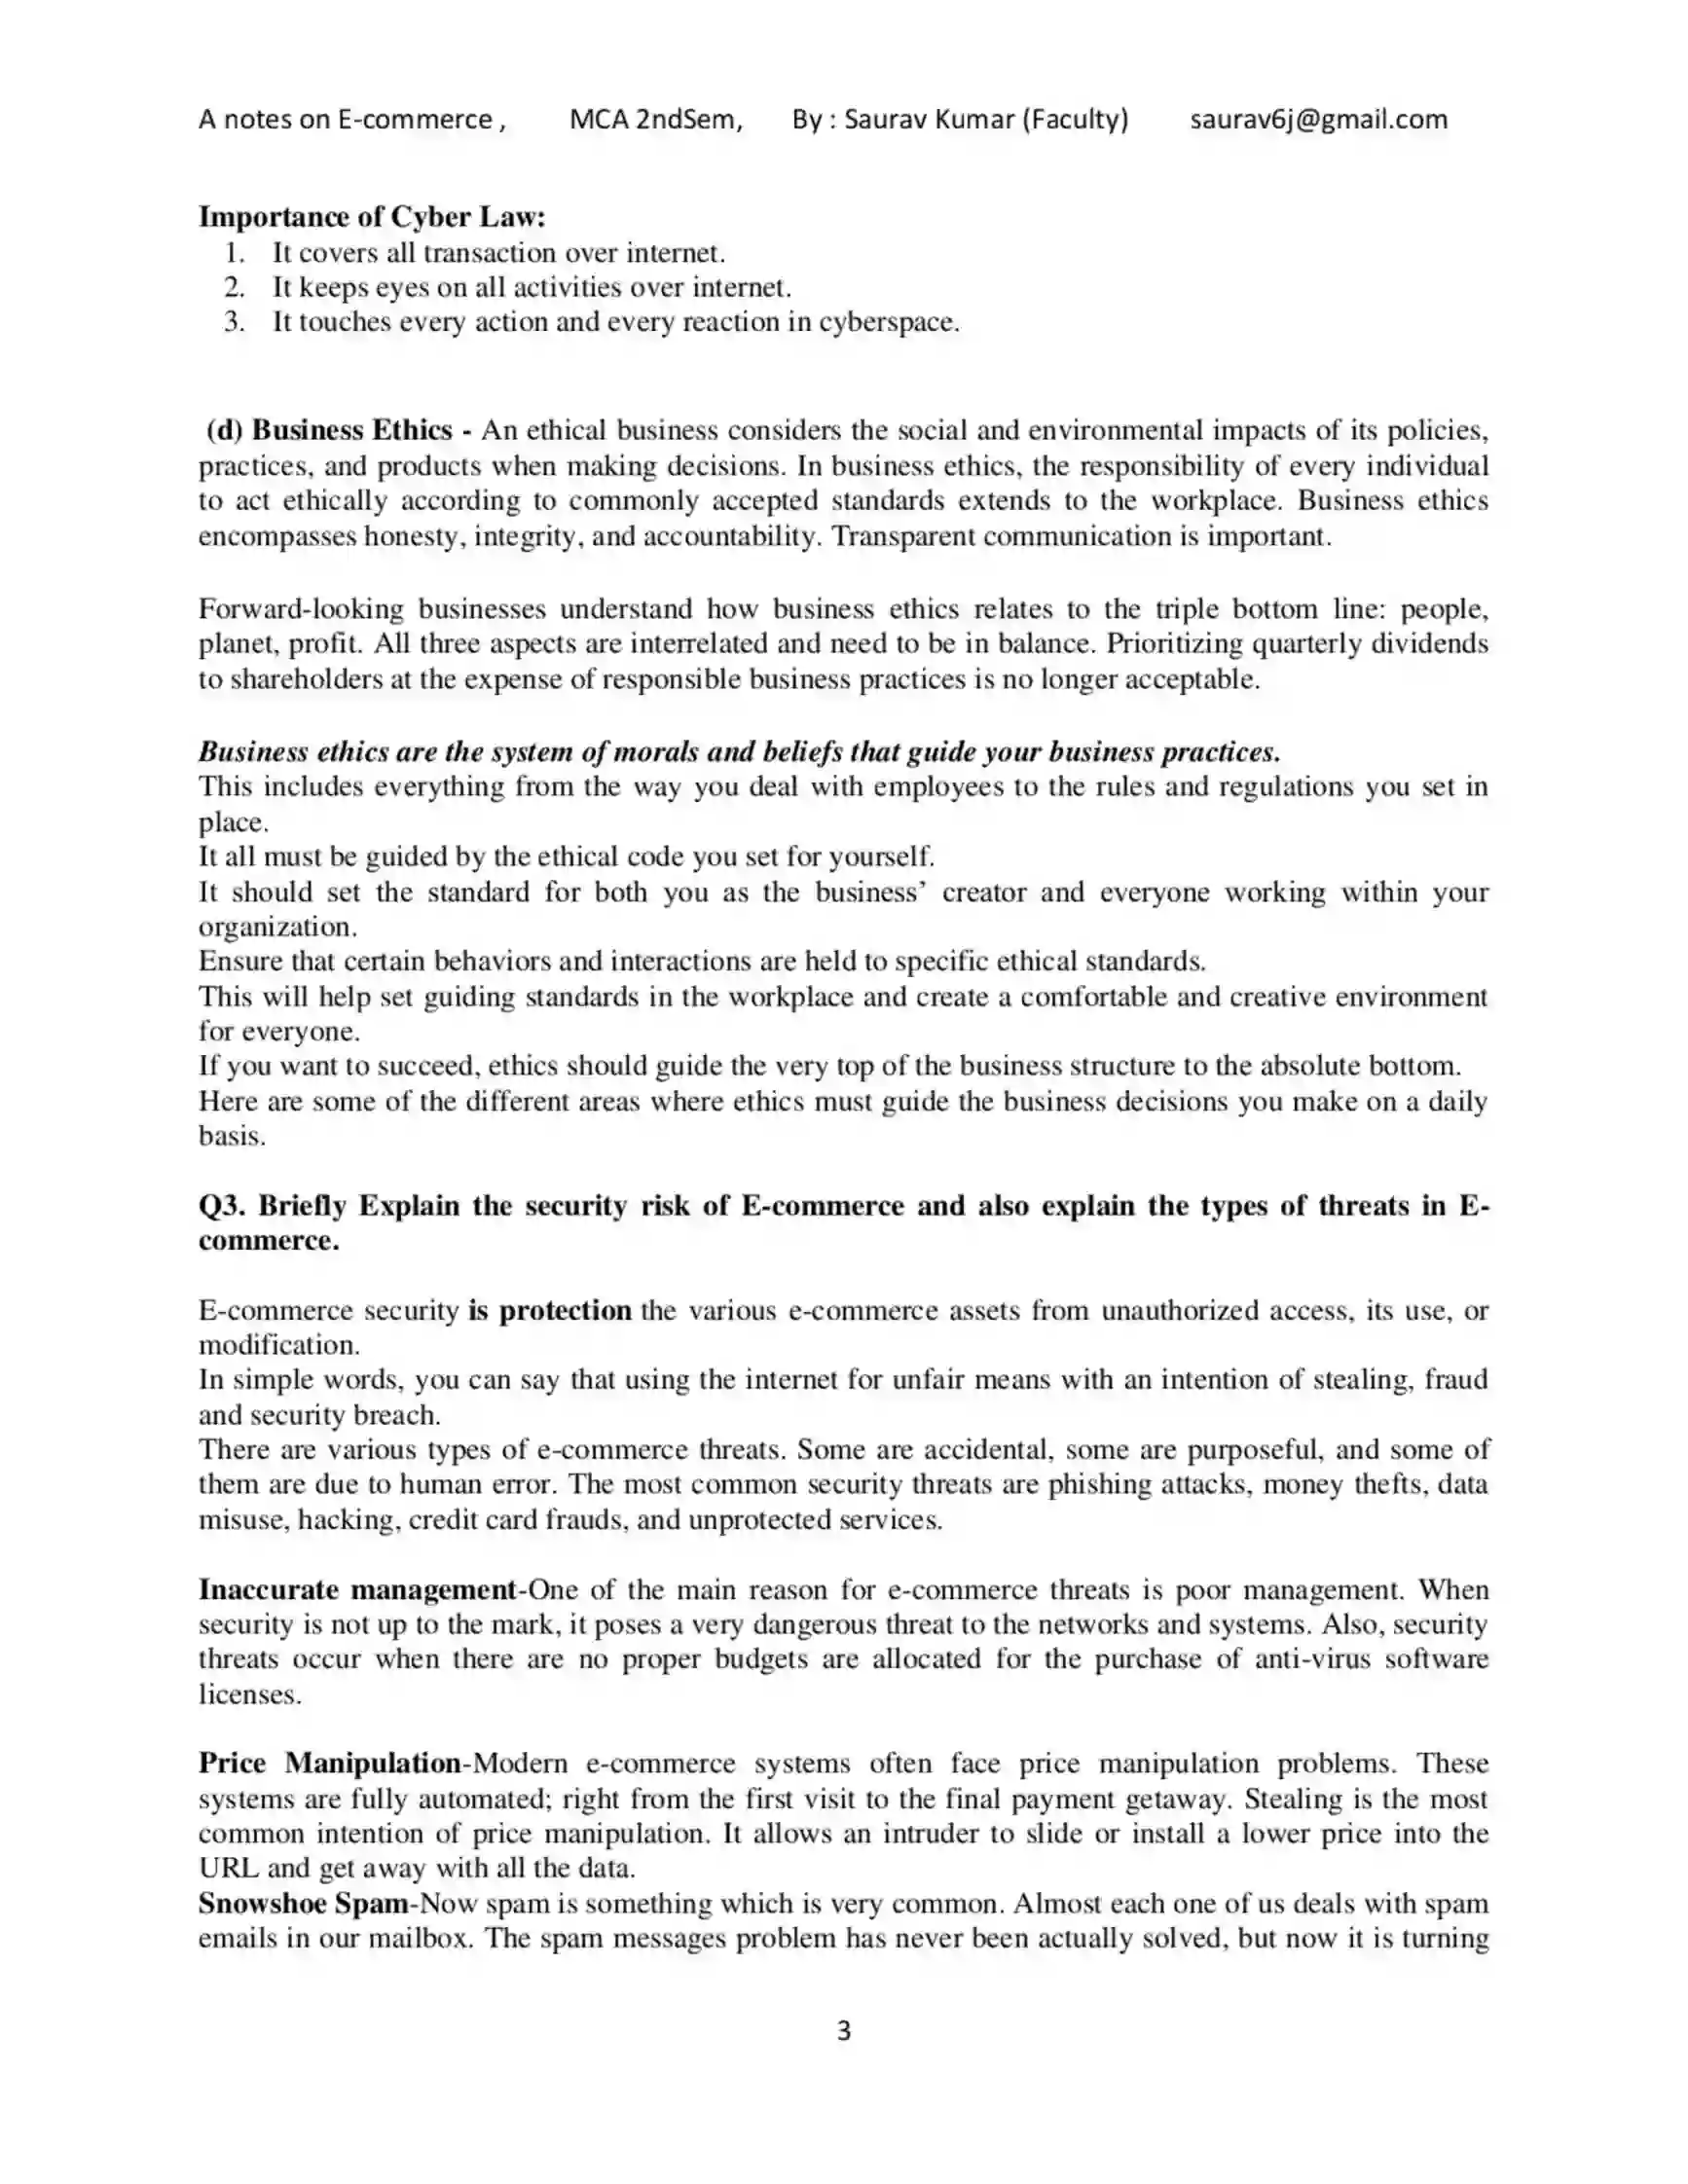 A notes on E-commerce , MCA 2ndSem, By : Saurav Kumar (Faculty) saurav6j@gmail.com
Importance of Cyber Law:
1. It covers all transaction over internet.
2. It keeps eyes on all activities over internet.
3. It touches every action and every reaction in cyberspace.
(d) Business Ethics - An ethical business considers the social and environmental impacts of its policies,
practices, and products when making decisions. In business ethics, the responsibility of every individual
to act ethically according to commonly accepted standards extends to the workplace. Business ethics
encompasses honesty, integrity, and accountability. Transparent communication is important.
Forward-looking businesses understand how business ethics relates to the triple bottom line: people,
planet, profit. All three aspects are interrelated and need to be in balance. Prioritizing quarterly dividends
to shareholders at the expense of responsible business practices is no longer acceptable.
Business ethics are the system of morals and beliefs that guide your business practices.
This includes everything from the way you deal with employees to the rules and regulations you set in
place.
It all must be guided by the ethical code you set for yourself.
It should set the standard for both you as the business’ creator and everyone working within your
organization.
Ensure that certain behaviors and interactions are held to specific ethical standards.
This will help set guiding standards in the workplace and create a comfortable and creative environment
for everyone.
If you want to succeed, ethics should guide the very top of the business structure to the absolute bottom.
Here are some of the different areas where ethics must guide the business decisions you make on a daily
basis.
Q3. Briefly Explain the security risk of E-commerce and also explain the types of threats in E-
commerce.
E-commerce security is protection the various e-commerce assets from unauthorized access, its use, or
modification.
In simple words, you can say that using the internet for unfair means with an intention of stealing, fraud
and security breach.
There are various types of e-commerce threats. Some are accidental, some are purposeful, and some of
them are due to human error. The most common security threats are phishing attacks, money thefts, data
misuse, hacking, credit card frauds, and unprotected services.
Inaccurate management-One of the main reason for e-commerce threats is poor management. When
security is not up to the mark, it poses a very dangerous threat to the networks and systems. Also, security
threats occur when there are no proper budgets are allocated for the purchase of anti-virus software
licenses.
Price Manipulation-Modern e-commerce systems often face price manipulation problems. These
systems are fully automated; right from the first visit to the final payment getaway. Stealing is the most
common intention of price manipulation. It allows an intruder to slide or install a lower price into the
URL and get away with all the data.
Snowshoe Spam-Now spam is something which is very common. Almost each one of us deals with spam
emails in our mailbox. The spam messages problem has never been actually solved, but now it is turning
3